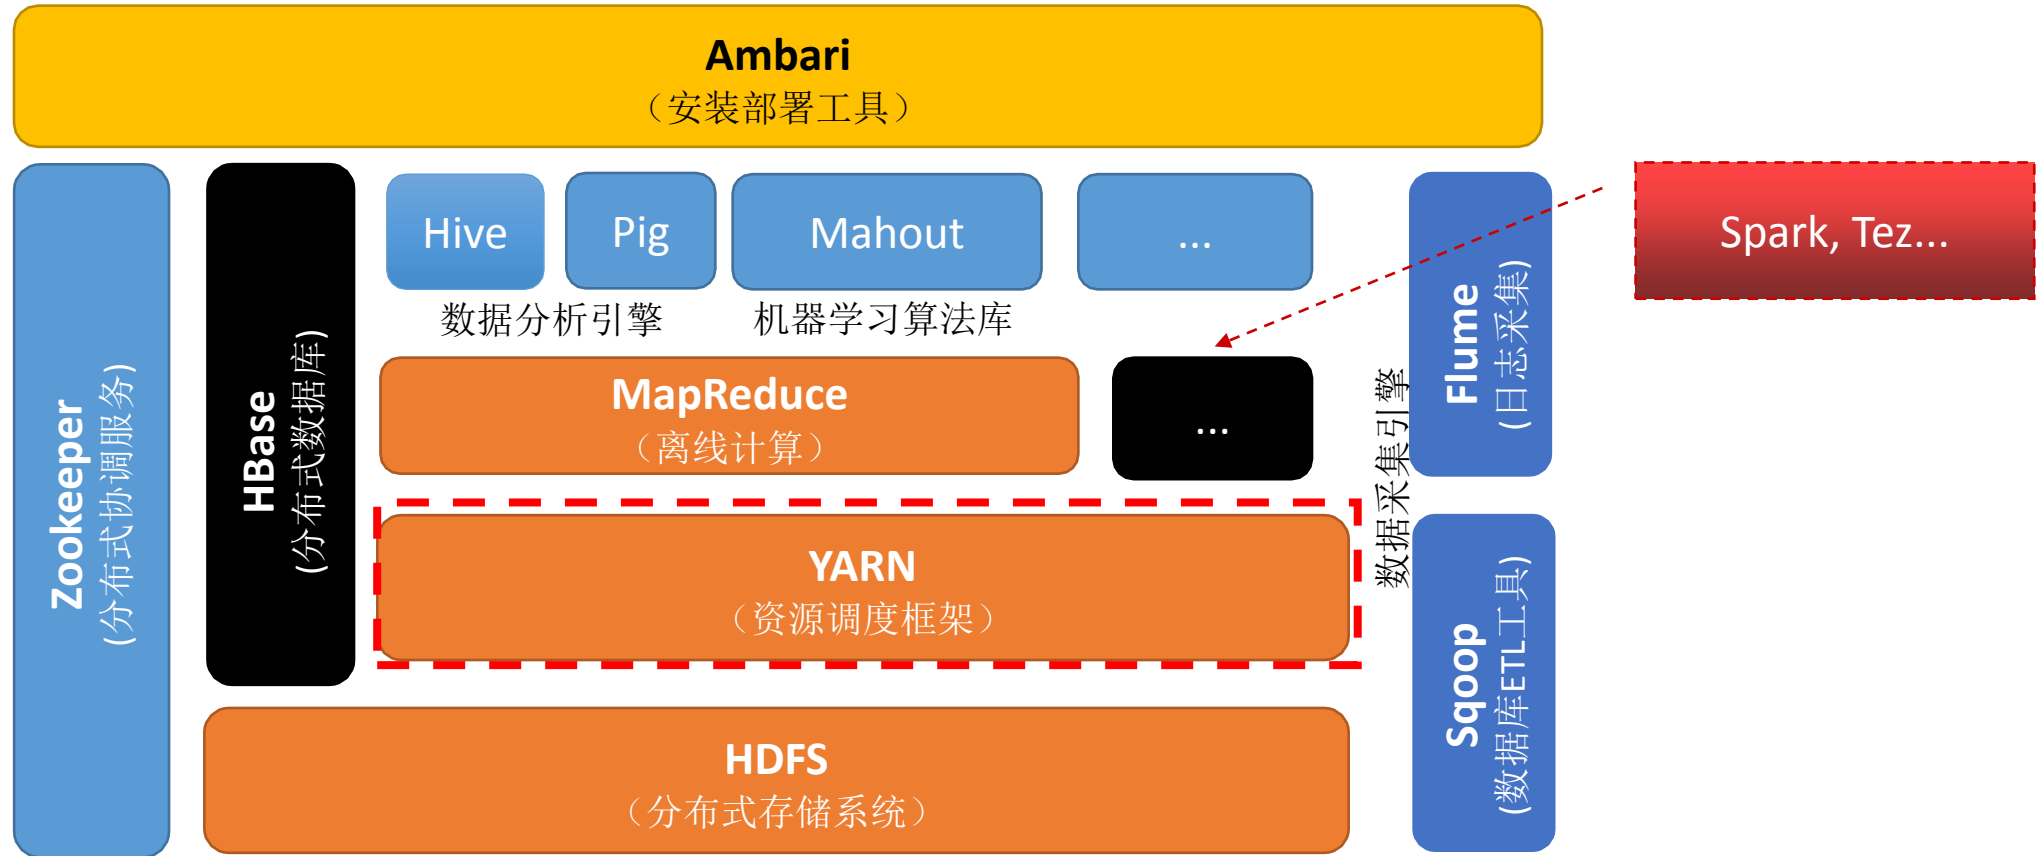 Ambari
（安装部署工具）
Zookeeper
(分布式协调服务)
HBase
(分布式数据库)
Hive
Pig
Mahout
...
数据分析引擎
机器学习算法库
MapReduce
（离线计算）
...
YARN
（资源调度框架）
HDFS
（分布式存储系统）
数据采集引擎
Flume
(日志采集)
Sqoop
(数据库ETL工具)
Spark, Tez...